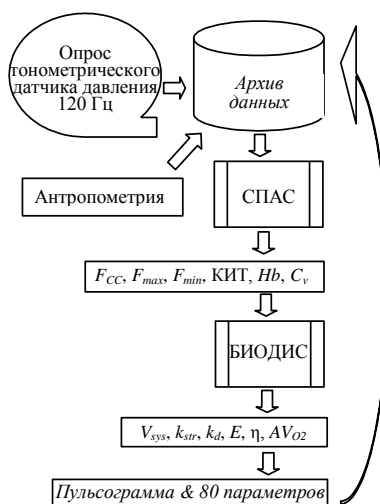 Опрос
тонометрического
датчика давления
120 Гц
Архив
данных
Антропометрия
СПАС
F_CC, F_max, F_min, КИТ, Hb, C_v
БИОДИС
V_sys, k_str, k_d, E, η, AV_O2
Пульсограмма & 80 параметров